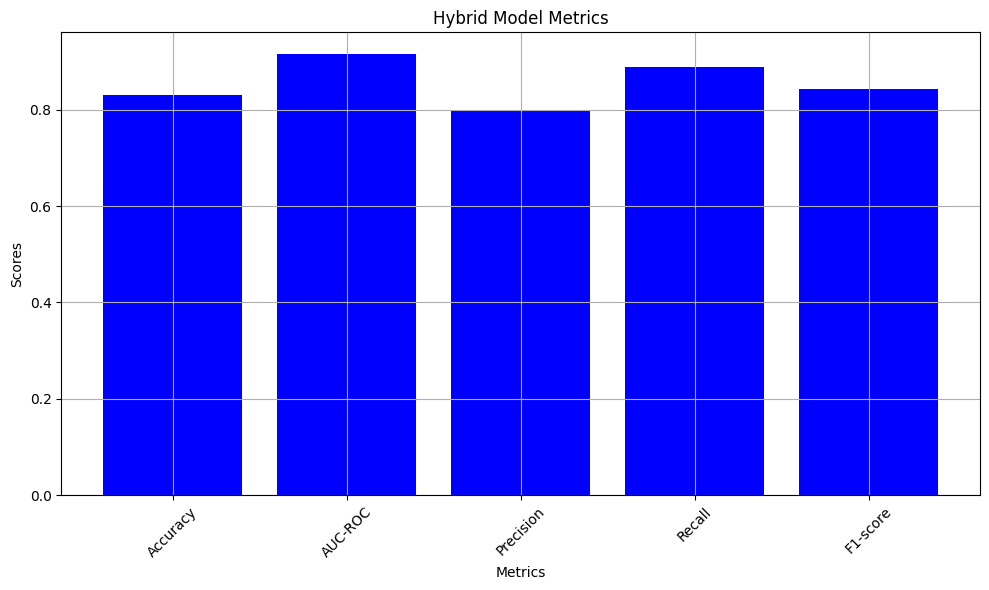 Hybrid Model Metrics
Scores
0.8
0.6
0.4
0.2
0.0
Accuracy
AUC-ROC
Precision
Recall
F1-score
Metrics